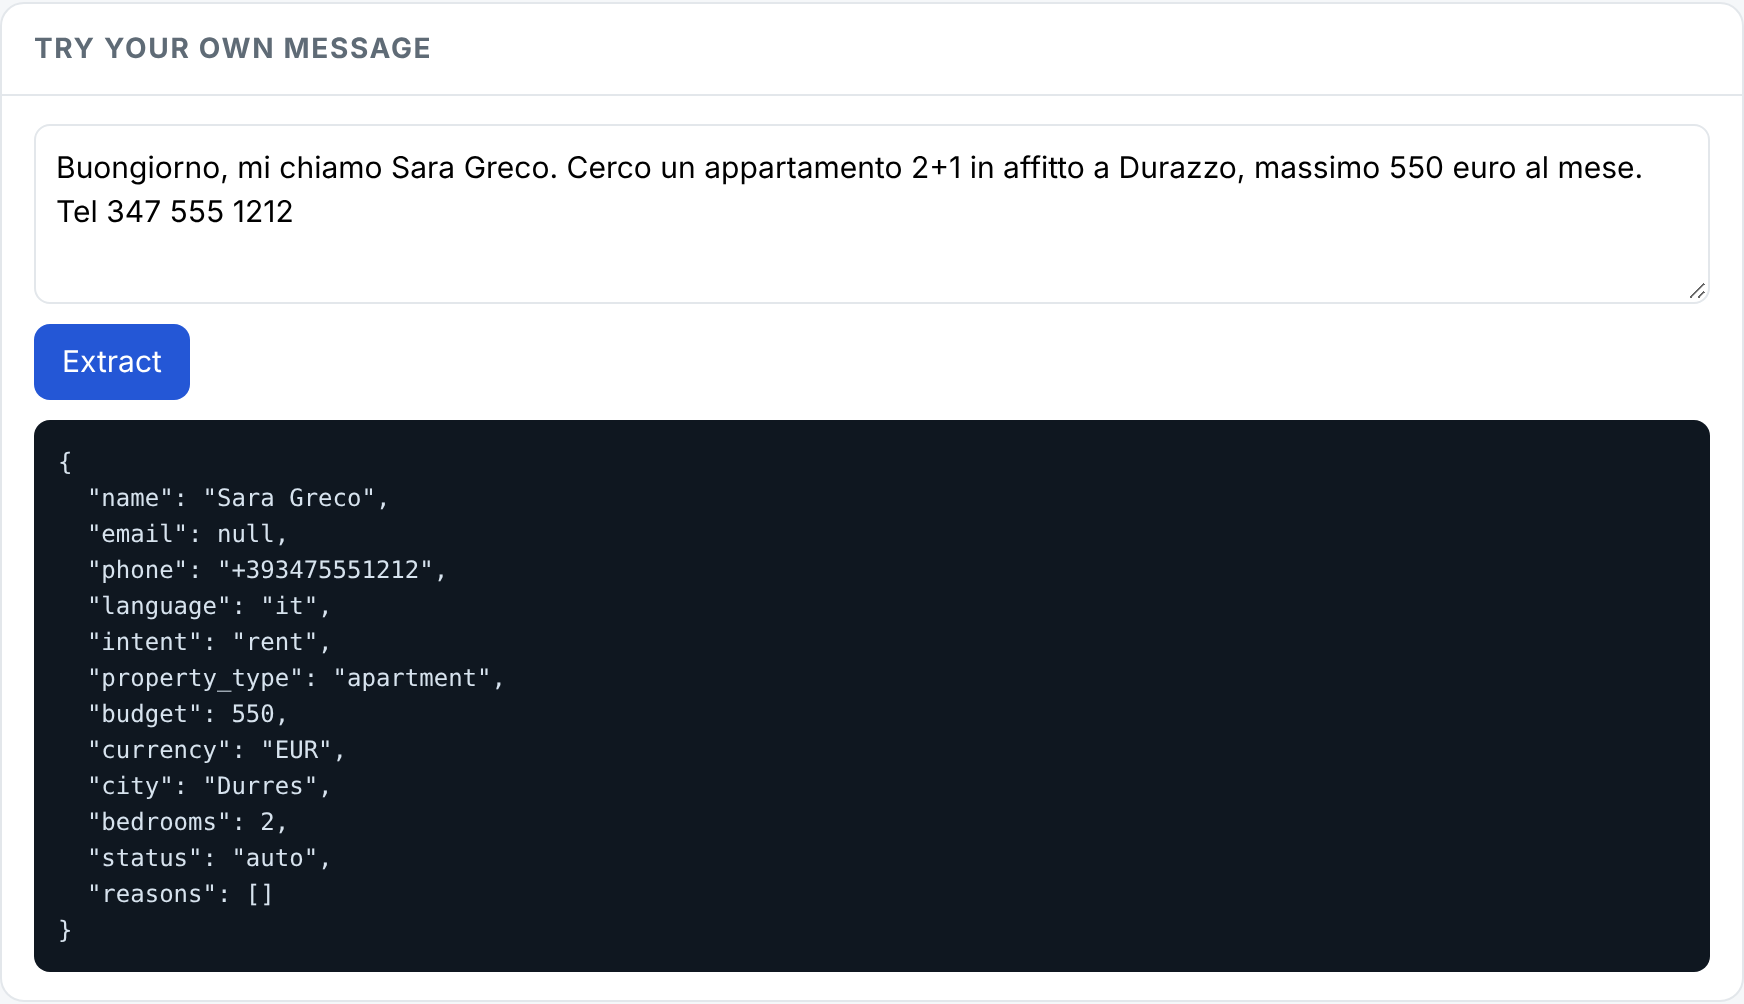 TRY YOUR OWN MESSAGE
Buongiorno, mi chiamo Sara Greco. Cerco un appartamento 2+1 in affitto a Durazzo, massimo 550 euro al mese.
Tel 347 555 1212
Extract
{
  "name": "Sara Greco",
  "email": null,
  "phone": "+393475551212",
  "language": "it",
  "intent": "rent",
  "property_type": "apartment",
  "budget": 550,
  "currency": "EUR",
  "city": "Durres",
  "bedrooms": 2,
  "status": "auto",
  "reasons": []
}